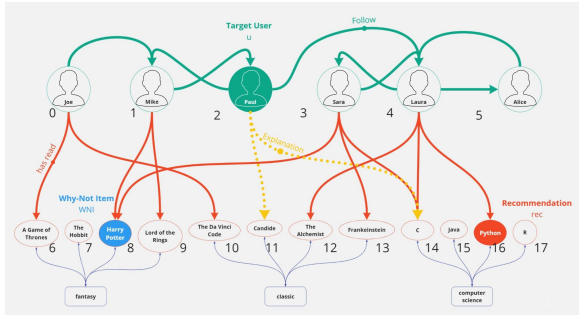 Target User
u
Follow
Joe
Mike
Paul
Sara
Laura
Alice
0
1
2
3
4
5
has read
Explanation
Why-Not Item
WNI
Recommendation
rec
A Game of
Thrones
The
Hobbit
Harry
Potter
Lord of the
Rings
The Da Vinci
Code
Candide
The
Alchemist
Frankeinstein
C
Java
Python
R
6
7
8
9
10
11
12
13
14
15
16
17
fantasy
classic
computer
science